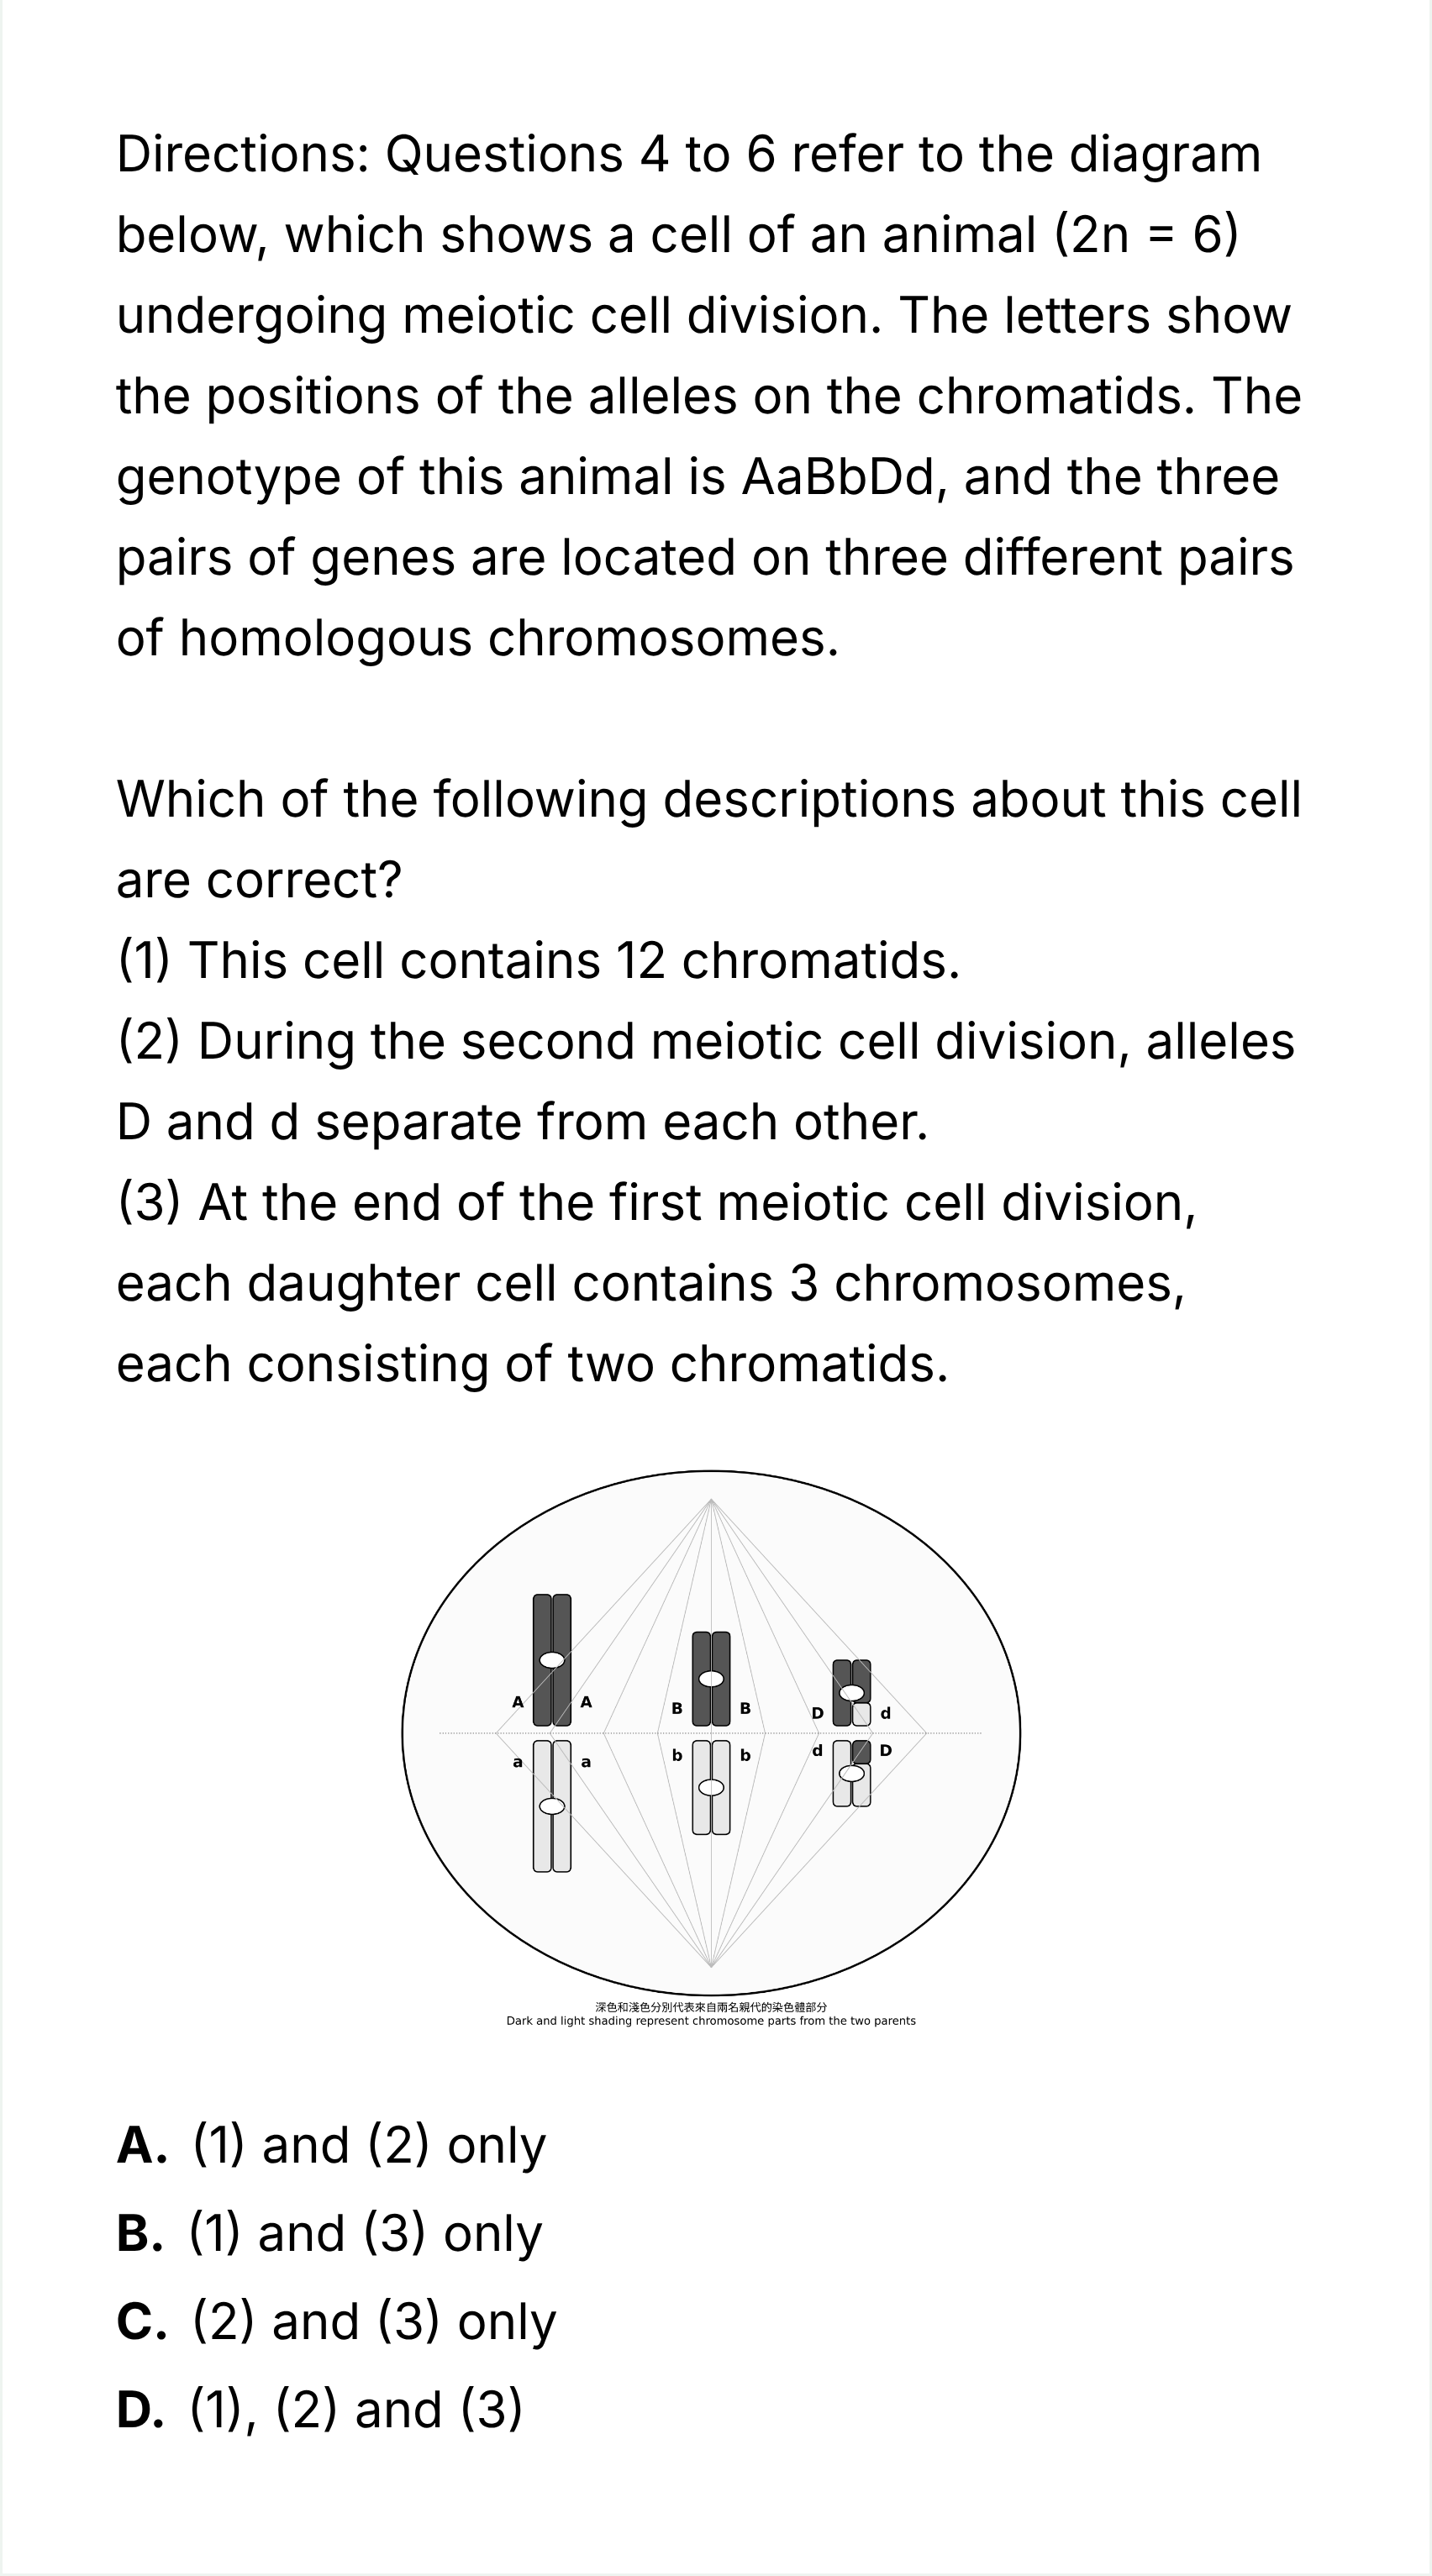 Directions: Questions 4 to 6 refer to the diagram
below, which shows a cell of an animal (2n = 6)
undergoing meiotic cell division. The letters show
the positions of the alleles on the chromatids. The
genotype of this animal is AaBbDd, and the three
pairs of genes are located on three different pairs
of homologous chromosomes.
Which of the following descriptions about this cell
are correct?
(1) This cell contains 12 chromatids.
(2) During the second meiotic cell division, alleles
D and d separate from each other.
(3) At the end of the first meiotic cell division,
each daughter cell contains 3 chromosomes,
each consisting of two chromatids.
A A B B D d
a a b b d D
深色和淺色分別代表來自兩名親代的染色體部分
Dark and light shading represent chromosome parts from the two parents
A. (1) and (2) only
B. (1) and (3) only
C. (2) and (3) only
D. (1), (2) and (3)